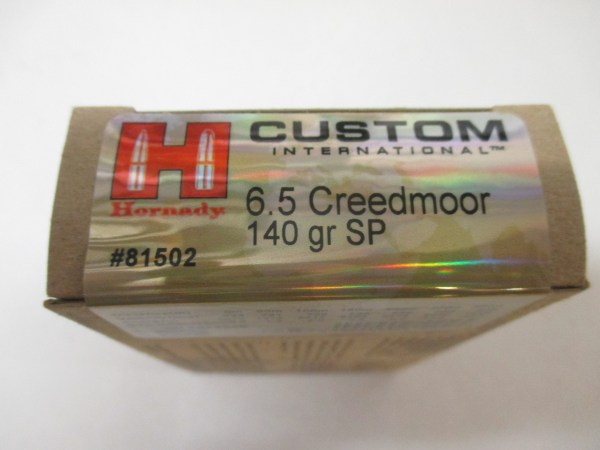 H
Hornady
CUSTOM
INTERNATIONAL™
6.5 Creedmoor
140 gr SP
#81502